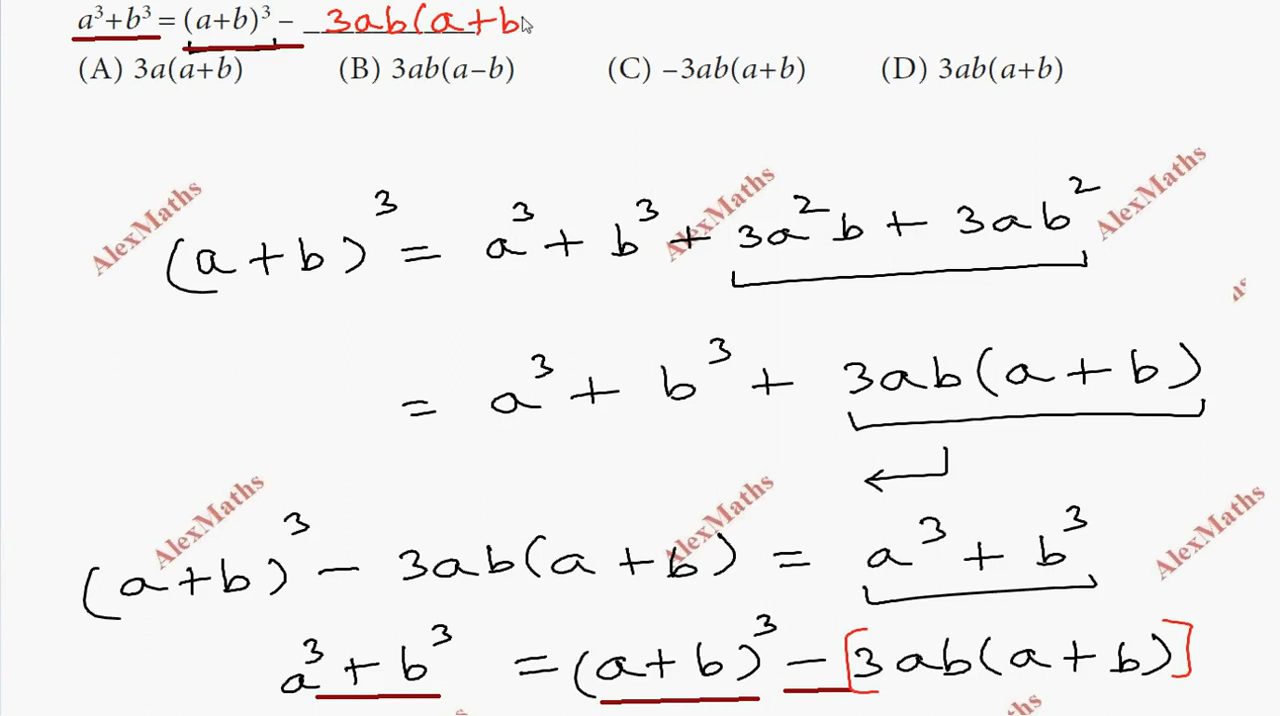 a³+b³ = (a+b)³ − 3ab(a+b
(A) 3a(a+b) (B) 3ab(a−b) (C) −3ab(a+b) (D) 3ab(a+b)
AlexMaths AlexMaths AlexMaths
(a+b)³ = a³ + b³ + 3a²b + 3ab²
= a³ + b³ + 3ab(a+b)
AlexMaths AlexMaths AlexMaths
(a+b)³ − 3ab(a+b) = a³ + b³
a³ + b³ = (a+b)³ − [3ab(a+b)]